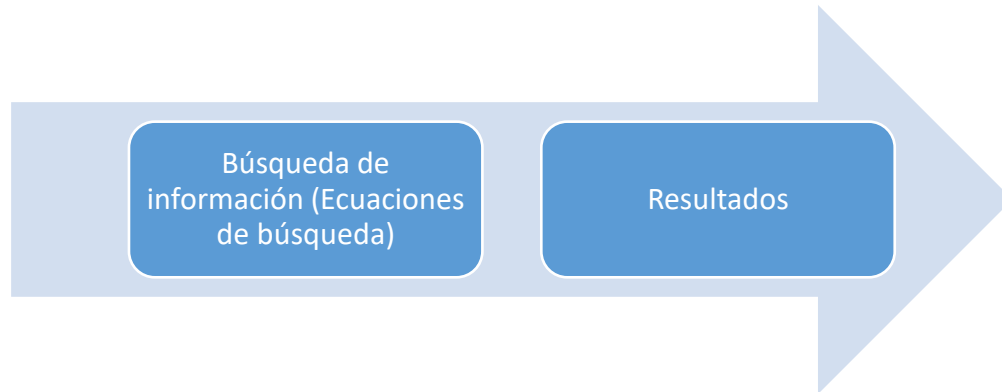 Búsqueda de
información (Ecuaciones
de búsqueda)
Resultados